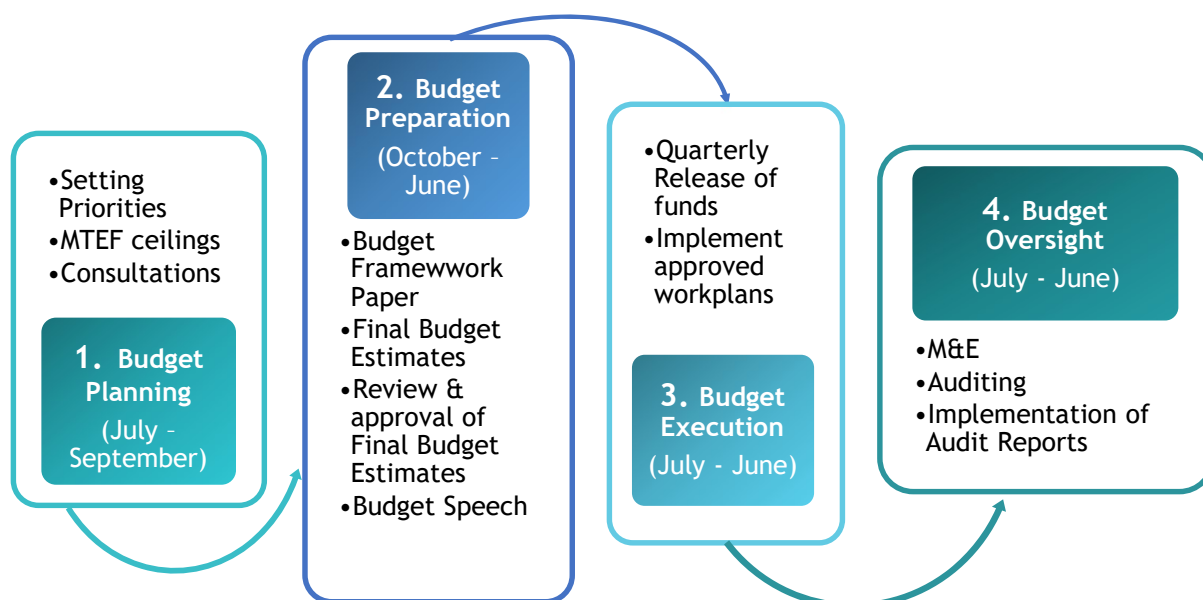 •Setting
Priorities
•MTEF ceilings
•Consultations
1. Budget
Planning
(July –
September)
2. Budget
Preparation
(October –
June)
•Budget
Framewwork
Paper
•Final Budget
Estimates
•Review &
approval of
Final Budget
Estimates
•Budget Speech
•Quarterly
Release of
funds
•Implement
approved
workplans
3. Budget
Execution
(July - June)
4. Budget
Oversight
(July - June)
•M&E
•Auditing
•Implementation of
Audit Reports